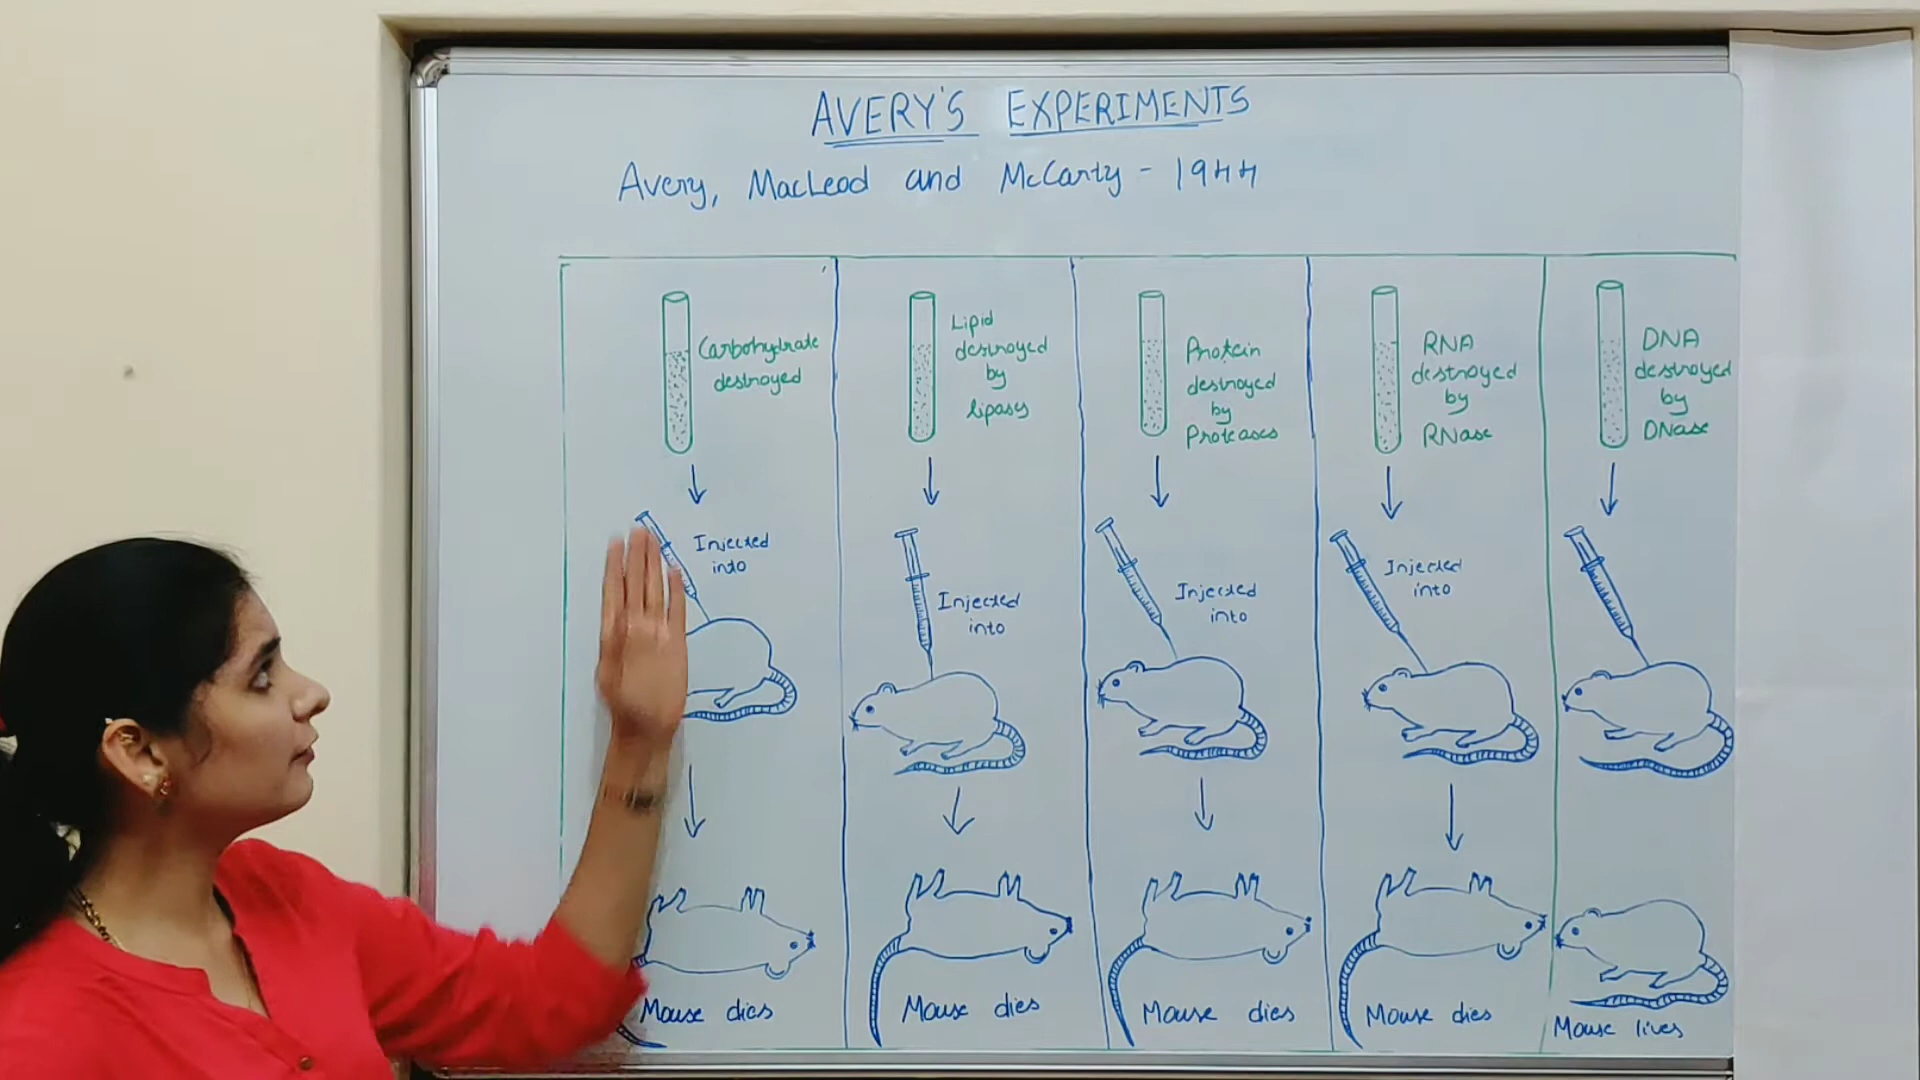 AVERY'S EXPERIMENTS
Avery, MacLeod and McCarty - 1944
Carbohydrate
destroyed
Injected
into
Mouse dies
Lipid
destroyed
by
lipases
Injected
into
Mouse dies
Protein
destroyed
by
Proteases
Injected
into
Mouse dies
RNA
destroyed
by
RNase
Injected
into
Mouse dies
DNA
destroyed
by
DNase
Mouse lives